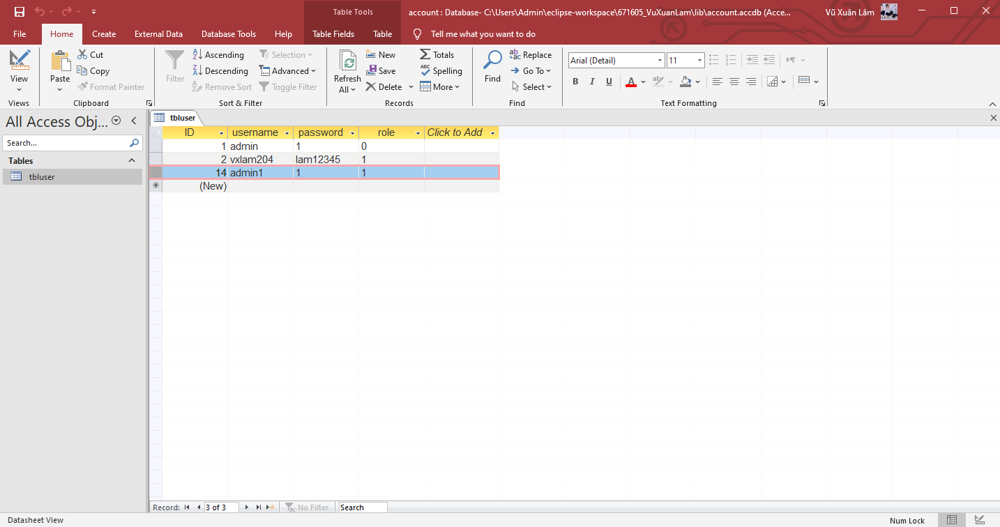 Table Tools
account : Database- C:\Users\Admin\eclipse-workspace\671605_VuXuanLam\lib\account.accdb (Acce...
Vũ Xuân Lâm
File Home Create External Data Database Tools Help Table Fields Table Tell me what you want to do
View
Views
Paste
Cut
Copy
Format Painter
Clipboard
Filter
Ascending
Descending
Remove Sort
Selection
Advanced
Toggle Filter
Sort & Filter
Refresh
All
New
Save
Delete
Totals
Spelling
More
Records
Find
Replace
Go To
Select
Find
Arial (Detail) 11
B I U A
Text Formatting
All Access Obj...
Search...
Tables
tbluser
tbluser
ID username password role Click to Add
1 admin 1 0
2 vxlam204 lam12345 1
14 admin1 1 1
(New)
Record: 3 of 3 No Filter Search
Datasheet View Num Lock